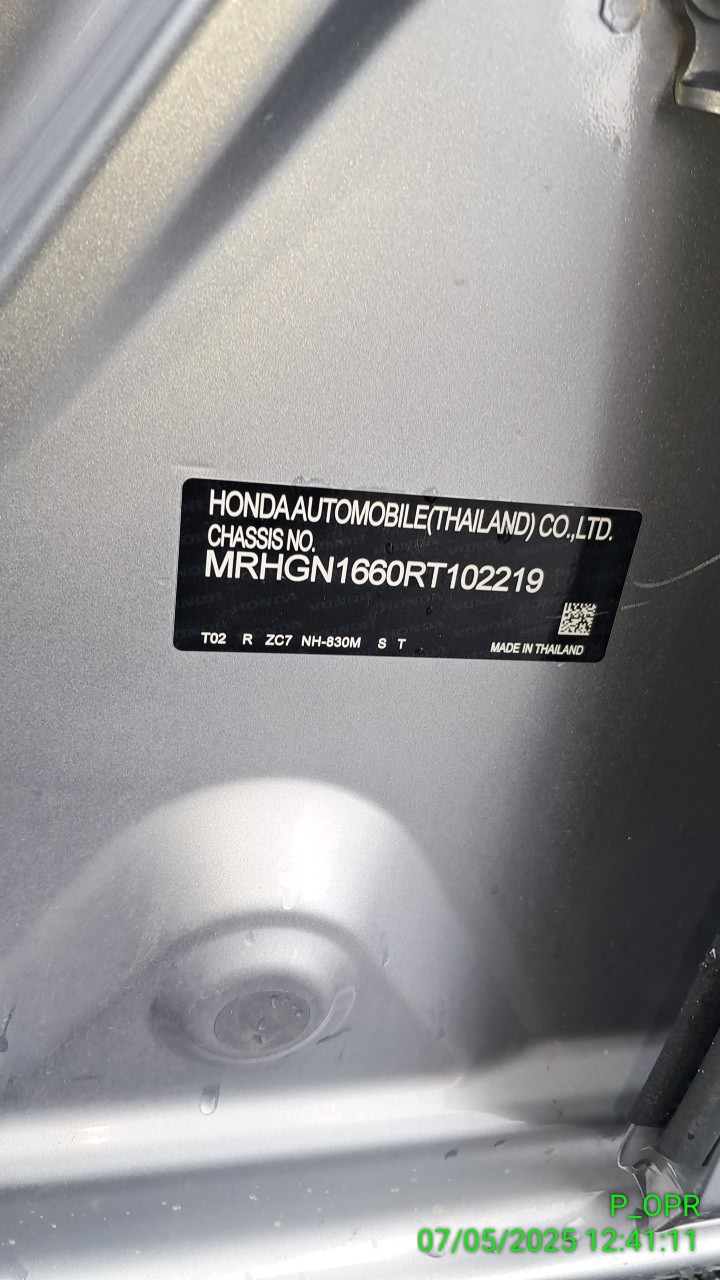 HONDA AUTOMOBILE (THAILAND) CO.,LTD.
CHASSIS NO.
MRHGN1660RT102219
T02 R ZC7 NH-830M S T
MADE IN THAILAND
P_OPR
07/05/2025 12:41:11